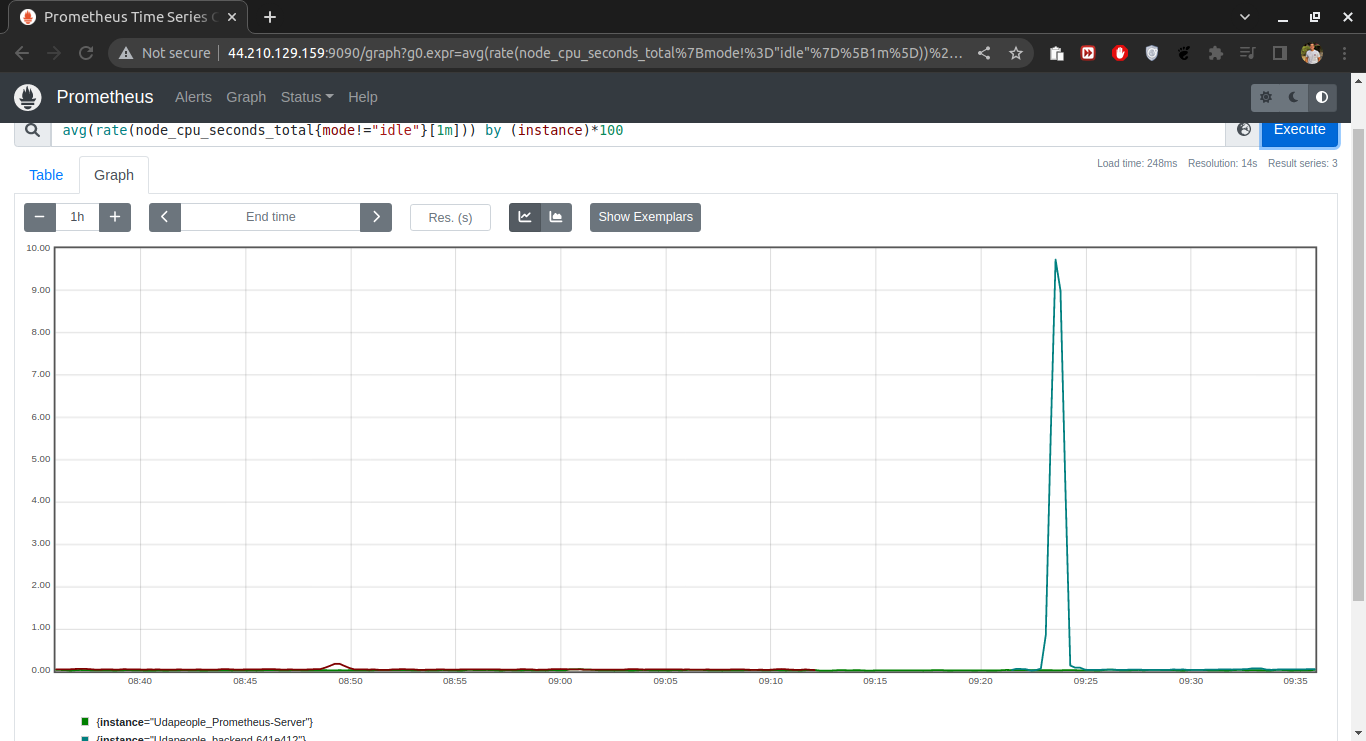 Prometheus Time Series C
Not secure 44.210.129.159:9090/graph?g0.expr=avg(rate(node_cpu_seconds_total%7Bmode!%3D"idle"%7D%5B1m%5D))%2...
Prometheus Alerts Graph Status Help
avg(rate(node_cpu_seconds_total{mode!="idle"}[1m])) by (instance)*100 Execute
Load time: 248ms Resolution: 14s Result series: 3
Table Graph
1h End time Res. (s) Show Exemplars
10.00
9.00
8.00
7.00
6.00
5.00
4.00
3.00
2.00
1.00
0.00
08:40 08:45 08:50 08:55 09:00 09:05 09:10 09:15 09:20 09:25 09:30 09:35
{instance="Udapeople_Prometheus-Server"}
{instance="Udapeople_backend-641e412"}